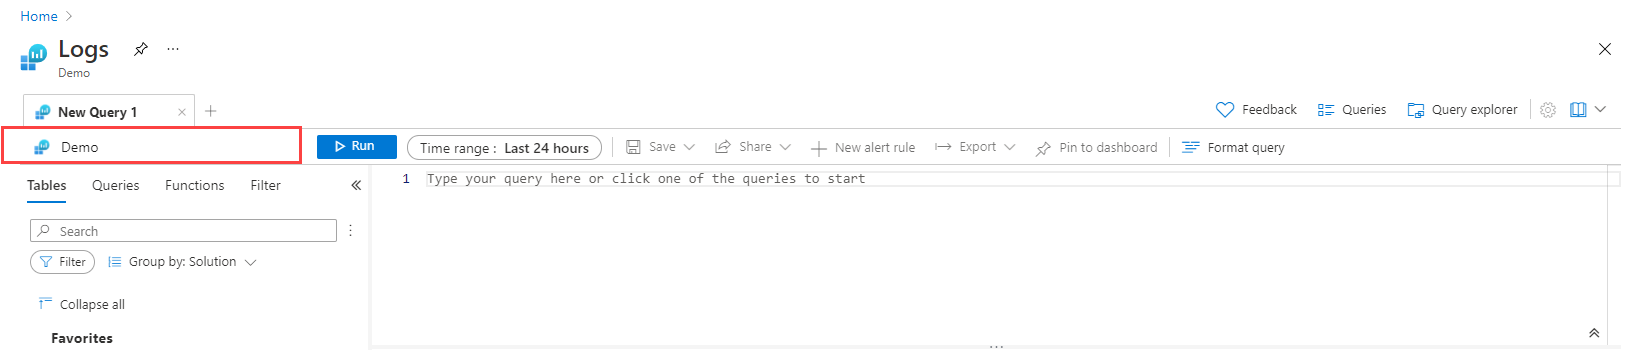 Home
Logs
Demo
New Query 1
Feedback Queries Query explorer
Demo
Run Time range : Last 24 hours Save Share New alert rule Export Pin to dashboard Format query
Tables Queries Functions Filter
1 Type your query here or click one of the queries to start
Search
Filter Group by: Solution
Collapse all
Favorites